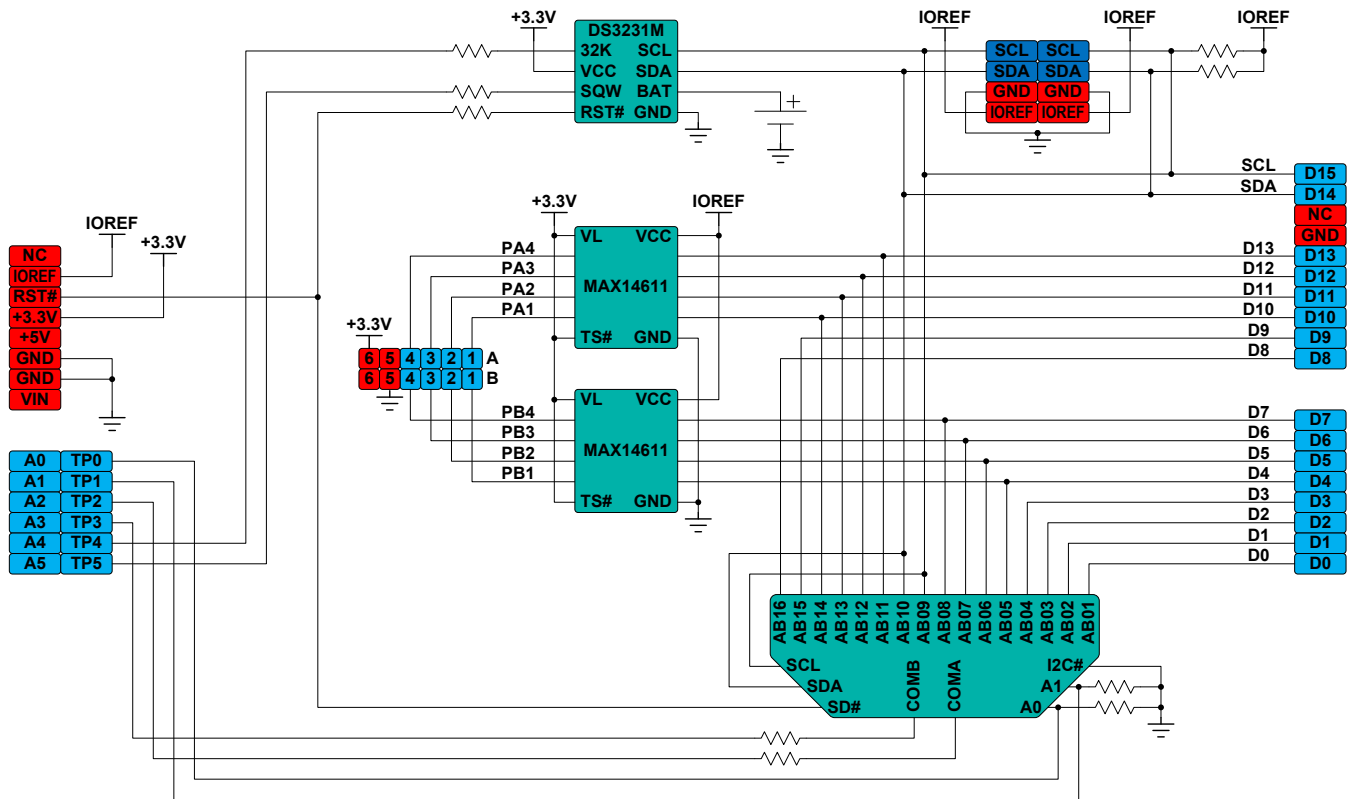 +3.3V
DS3231M
32K SCL
VCC SDA
SQW BAT
RST# GND
+
IOREF IOREF IOREF
SCL SCL
SDA SDA
GND GND
IOREF IOREF
SCL D15
SDA D14
NC
GND
D13 D13
D12 D12
D11 D11
D10 D10
D9 D9
D8 D8
D7 D7
D6 D6
D5 D5
D4 D4
D3 D3
D2 D2
D1 D1
D0 D0
IOREF
+3.3V
NC
IOREF
RST#
+3.3V
+5V
GND
GND
VIN
A0 TP0
A1 TP1
A2 TP2
A3 TP3
A4 TP4
A5 TP5
+3.3V IOREF
VL VCC
MAX14611
TS# GND
PA4
PA3
PA2
PA1
+3.3V
6 5 4 3 2 1 A
6 5 4 3 2 1 B
PB4
PB3
PB2
PB1
VL VCC
MAX14611
TS# GND
AB16 AB15 AB14 AB13 AB12 AB11 AB10 AB09 AB08 AB07 AB06 AB05 AB04 AB03 AB02 AB01
SCL
SDA
SD#
COMB
COMA
I2C#
A1
A0